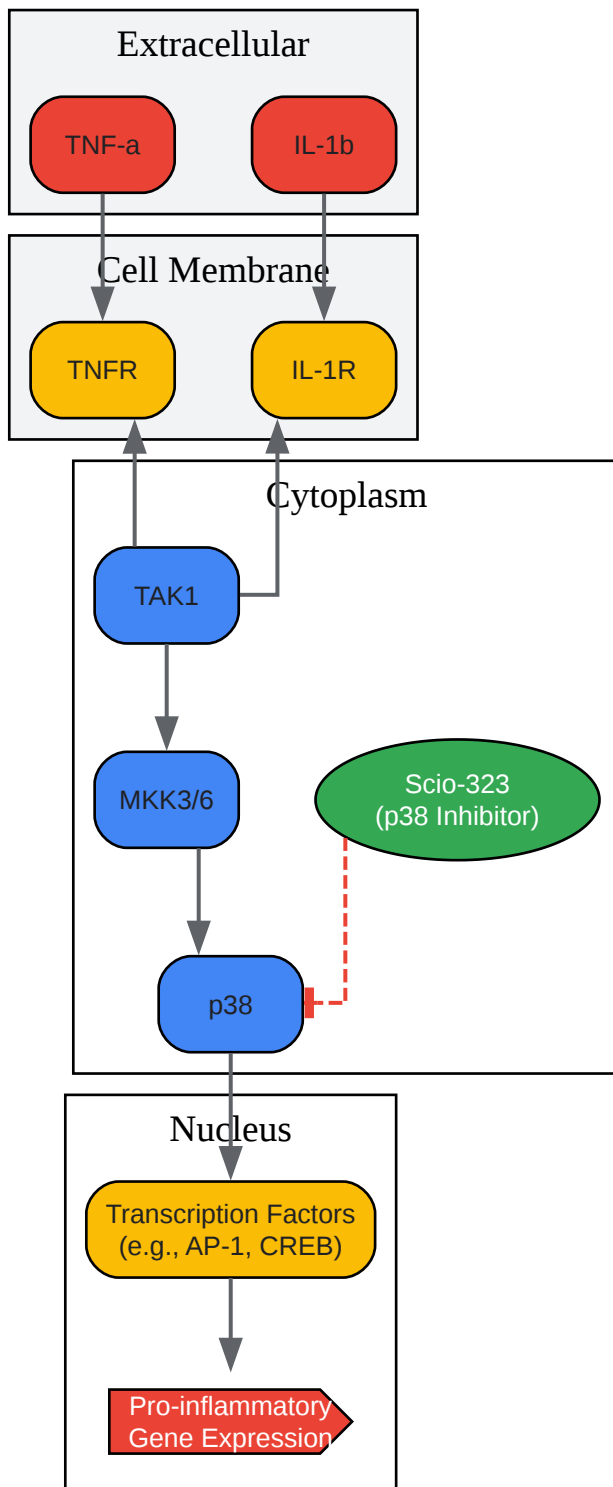 Extracellular
TNF-a
IL-1b
Cell Membrane
TNFR
IL-1R
Cytoplasm
TAK1
MKK3/6
Scio-323
(p38 Inhibitor)
p38
Nucleus
Transcription Factors
(e.g., AP-1, CREB)
Pro-inflammatory
Gene Expression